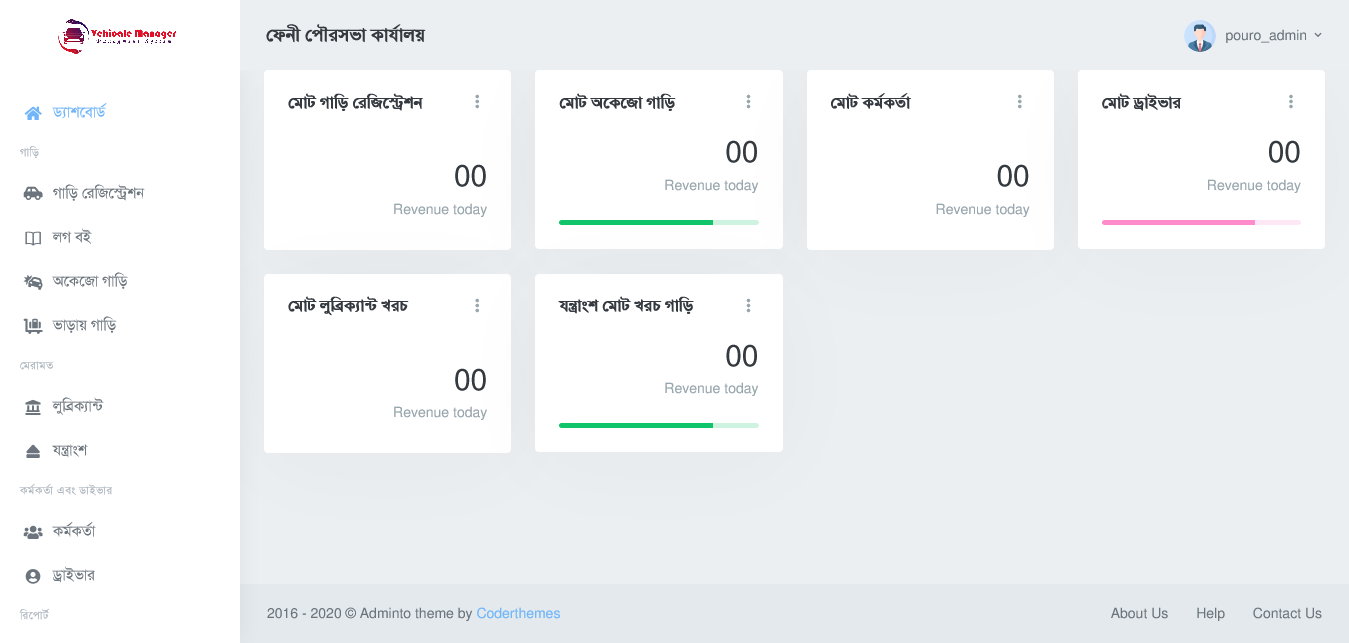 Vehicale Manager
ড্যাশবোর্ড
গাড়ি
গাড়ি রেজিস্ট্রেশন
লগ বই
অকেজো গাড়ি
ভাড়ায় গাড়ি
মেরামত
লুব্রিক্যান্ট
যন্ত্রাংশ
কর্মকর্তা এবং ডাইভার
কর্মকর্তা
ড্রাইভার
রিপোর্ট
ফেনী পৌরসভা কার্যালয়
pouro_admin
মোট গাড়ি রেজিস্ট্রেশন
00
Revenue today
মোট অকেজো গাড়ি
00
Revenue today
মোট কর্মকর্তা
00
Revenue today
মোট ড্রাইভার
00
Revenue today
মোট লুব্রিক্যান্ট খরচ
00
Revenue today
যন্ত্রাংশ মোট খরচ গাড়ি
00
Revenue today
2016 - 2020 © Adminto theme by Coderthemes
About Us Help Contact Us